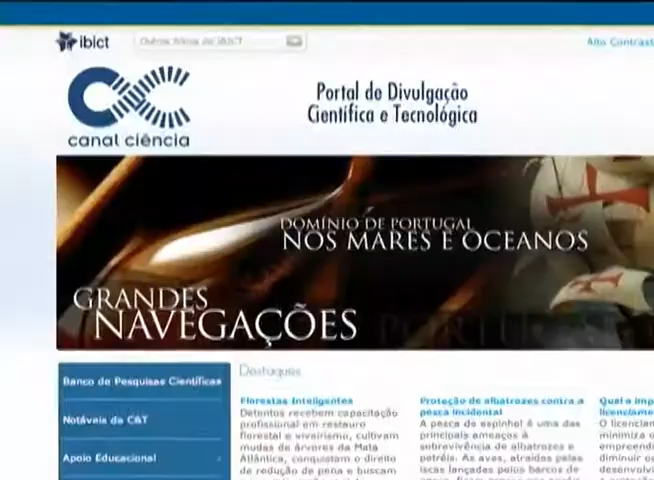 ibict
Outros sítios do IBICT
Alto Contraste
canal ciência
Portal de Divulgação
Científica e Tecnológica
DOMÍNIO DE PORTUGAL
NOS MARES E OCEANOS
GRANDES
NAVEGAÇÕES
Banco de Pesquisas Científicas
Notáveis da C&T
Apoio Educacional
Destaques
Florestas Inteligentes
Detentos recebem capacitação
profissional em restauro
florestal e viveirismo, cultivam
mudas de árvores da Mata
Atlântica, conquistam o direito
de redução de pena e buscam
Proteção de albatrozes contra a
pesca incidental
A pesca de espinhel é uma das
principais ameaças à
sobrevivência de albatrozes e
petréis. As aves, atraídas pelas
iscas lançadas pelos barcos de
Qual a imp
licenciame
O licencian
minimiza o
empreendi
diminuir os
desenvolvi